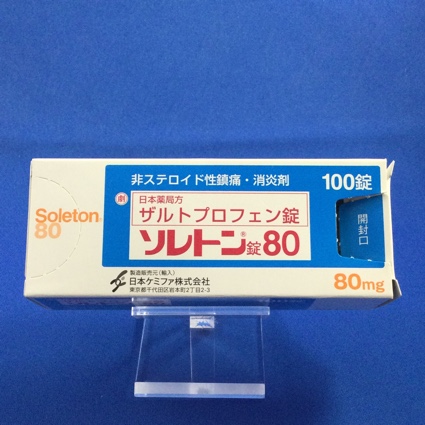 Soleton®
80
非ステロイド性鎮痛・消炎剤
100錠
劇
日本薬局方
ザルトプロフェン錠
ソレトン®錠80
開封口
製造販売元(輸入)
日本ケミファ株式会社
東京都千代田区岩本町2丁目2-3
80mg